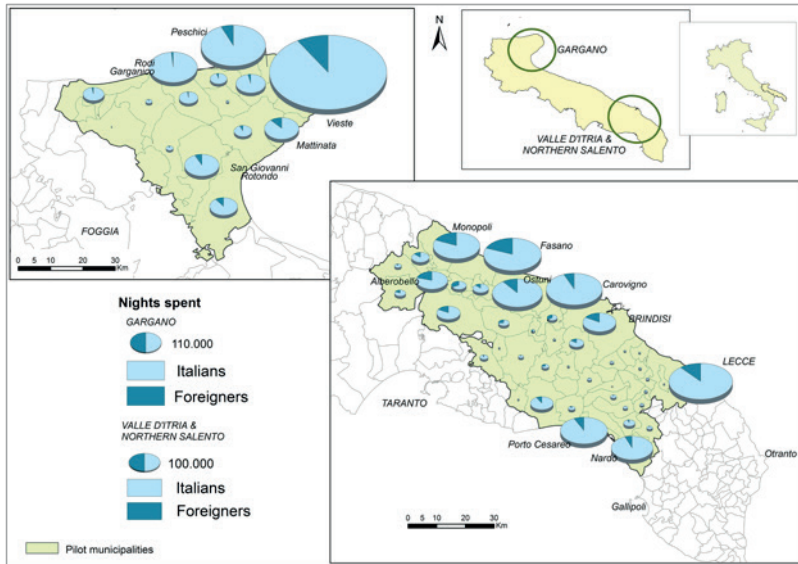 Peschici
Rodi
Garganico
Vieste
Mattinata
San Giovanni
Rotondo
FOGGIA
0 10 20 30
Km
N
GARGANO
VALLE D'ITRIA &
NORTHERN SALENTO
Nights spent
GARGANO
110.000
Italians
Foreigners
VALLE D'ITRIA &
NORTHERN SALENTO
100.000
Italians
Foreigners
Pilot municipalities
Monopoli
Fasano
Alberobello
Ostuni
Carovigno
BRINDISI
LECCE
TARANTO
Porto Cesareo
Nardò
Otranto
Gallipoli
0 10 20 30
Km